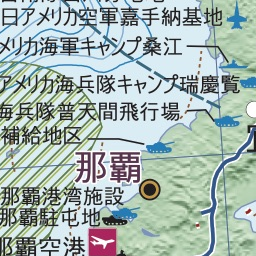 日アメリカ空軍嘉手納基地
メリカ海軍キャンプ桑江
アメリカ海兵隊キャンプ瑞慶覧
海兵隊普天間飛行場
補給地区
那覇
那覇港湾施設
那覇駐屯地
那覇空港